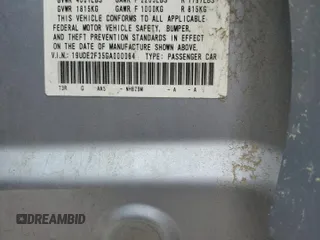 GVWR 1815KG GAWR F 1000KG R 815KG
THIS VEHICLE CONFORMS TO ALL APPLICABLE
FEDERAL MOTOR VEHICLE SAFETY, BUMPER,
AND THEFT PREVENTION STANDARDS IN EFFECT
ON THE DATE OF MANUFACTURE SHOWN ABOVE.
V.I.N.: 19UDE2F35GA000964 TYPE: PASSENGER CAR
DREAMBID